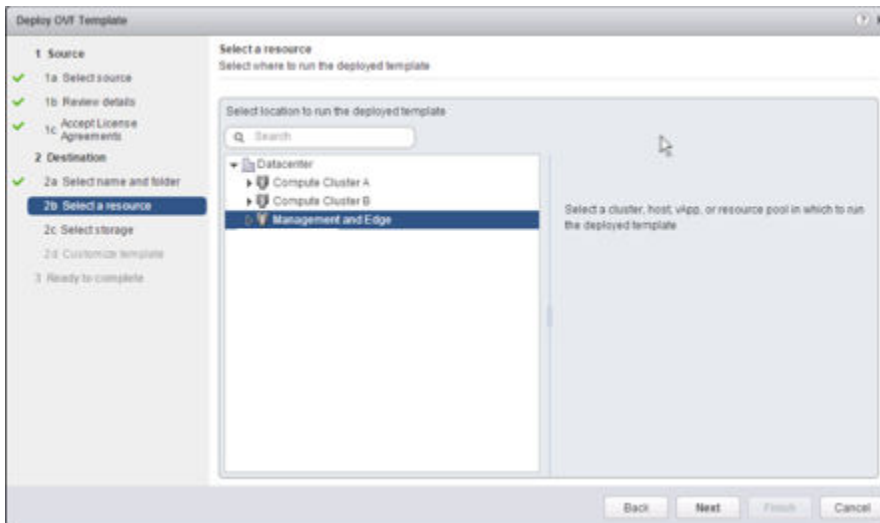 Deploy OVF Template
1 Source
1a Select source
1b Review details
1c Accept License
Agreements
2 Destination
2a Select name and folder
2b Select a resource
2c Select storage
2d Customize template
3 Ready to complete
Select a resource
Select where to run the deployed template
Select location to run the deployed template
Search
Datacenter
Compute Cluster A
Compute Cluster B
Management and Edge
Select a cluster, host, vApp, or resource pool in which to run
the deployed template
Back Next Finish Cancel